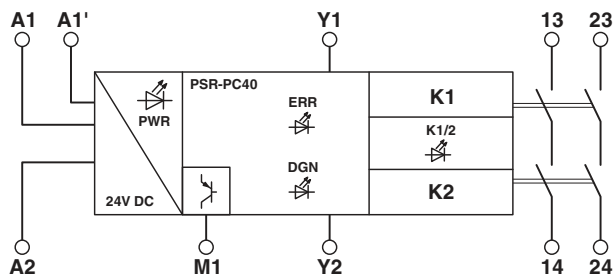 A1 A1' Y1 13 23
PSR-PC40
PWR
ERR
K1
K1/2
DGN
K2
24V DC
A2 M1 Y2 14 24